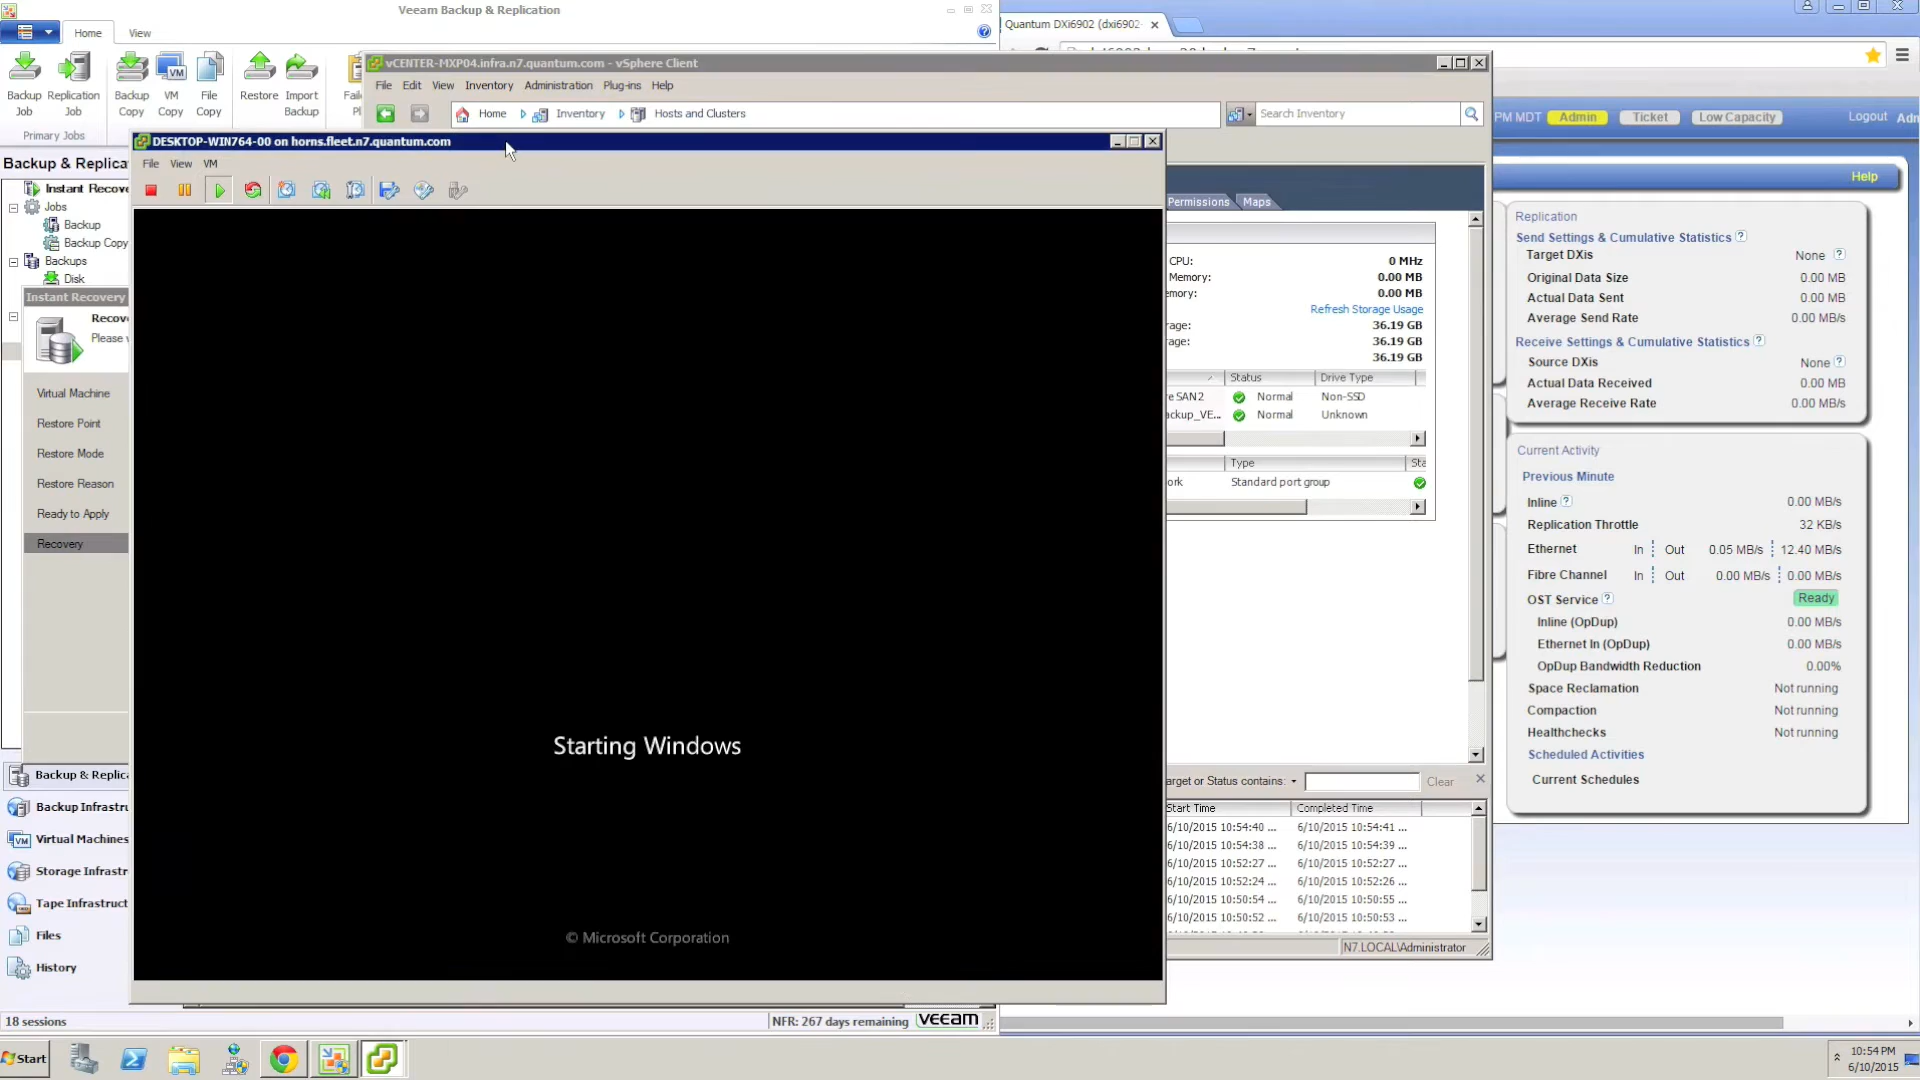 Veeam Backup & Replication
Home
View
Backup Job
Replication Job
Backup Copy
VM Copy
File Copy
Restore
Import Backup
Primary Jobs
Quantum DXi6902 (dxi6902-
vCENTER-MXP04.infra.n7.quantum.com - vSphere Client
File Edit View Inventory Administration Plug-ins Help
Home Inventory Hosts and Clusters
Search Inventory
PM MDT Admin Ticket Low Capacity Logout
Help
DESKTOP-WIN764-00 on horns.fleet.n7.quantum.com
File View VM
Starting Windows
© Microsoft Corporation
Backup & Replica
Instant Recove
Jobs
Backup
Backup Copy
Backups
Disk
Instant Recovery
Recov
Please
Virtual Machine
Restore Point
Restore Mode
Restore Reason
Ready to Apply
Recovery
Backup & Replica
Backup Infrastru
Virtual Machines
Storage Infrastr
Tape Infrastruct
Files
History
18 sessions
NFR: 267 days remaining
veeam
Permissions Maps
CPU: 0 MHz
Memory: 0.00 MB
emory: 0.00 MB
Refresh Storage Usage
rage: 36.19 GB
age: 36.19 GB
36.19 GB
Status Drive Type
e SAN2 Normal Non-SSD
ackup_VE... Normal Unknown
Type Sta
ork Standard port group
arget or Status contains: Clear
Start Time Completed Time
6/10/2015 10:54:40 ... 6/10/2015 10:54:41 ...
6/10/2015 10:54:38 ... 6/10/2015 10:54:39 ...
6/10/2015 10:52:27 ... 6/10/2015 10:52:27 ...
6/10/2015 10:52:24 ... 6/10/2015 10:52:26 ...
6/10/2015 10:50:54 ... 6/10/2015 10:50:55 ...
6/10/2015 10:50:52 ... 6/10/2015 10:50:53 ...
N7.LOCAL\Administrator
Replication
Send Settings & Cumulative Statistics
Target DXis None
Original Data Size 0.00 MB
Actual Data Sent 0.00 MB
Average Send Rate 0.00 MB/s
Receive Settings & Cumulative Statistics
Source DXis None
Actual Data Received 0.00 MB
Average Receive Rate 0.00 MB/s
Current Activity
Previous Minute
Inline 0.00 MB/s
Replication Throttle 32 KB/s
Ethernet In Out 0.05 MB/s 12.40 MB/s
Fibre Channel In Out 0.00 MB/s 0.00 MB/s
OST Service Ready
Inline (OpDup) 0.00 MB/s
Ethernet In (OpDup) 0.00 MB/s
OpDup Bandwidth Reduction 0.00%
Space Reclamation Not running
Compaction Not running
Healthchecks Not running
Scheduled Activities
Current Schedules
Start
10:54 PM
6/10/2015